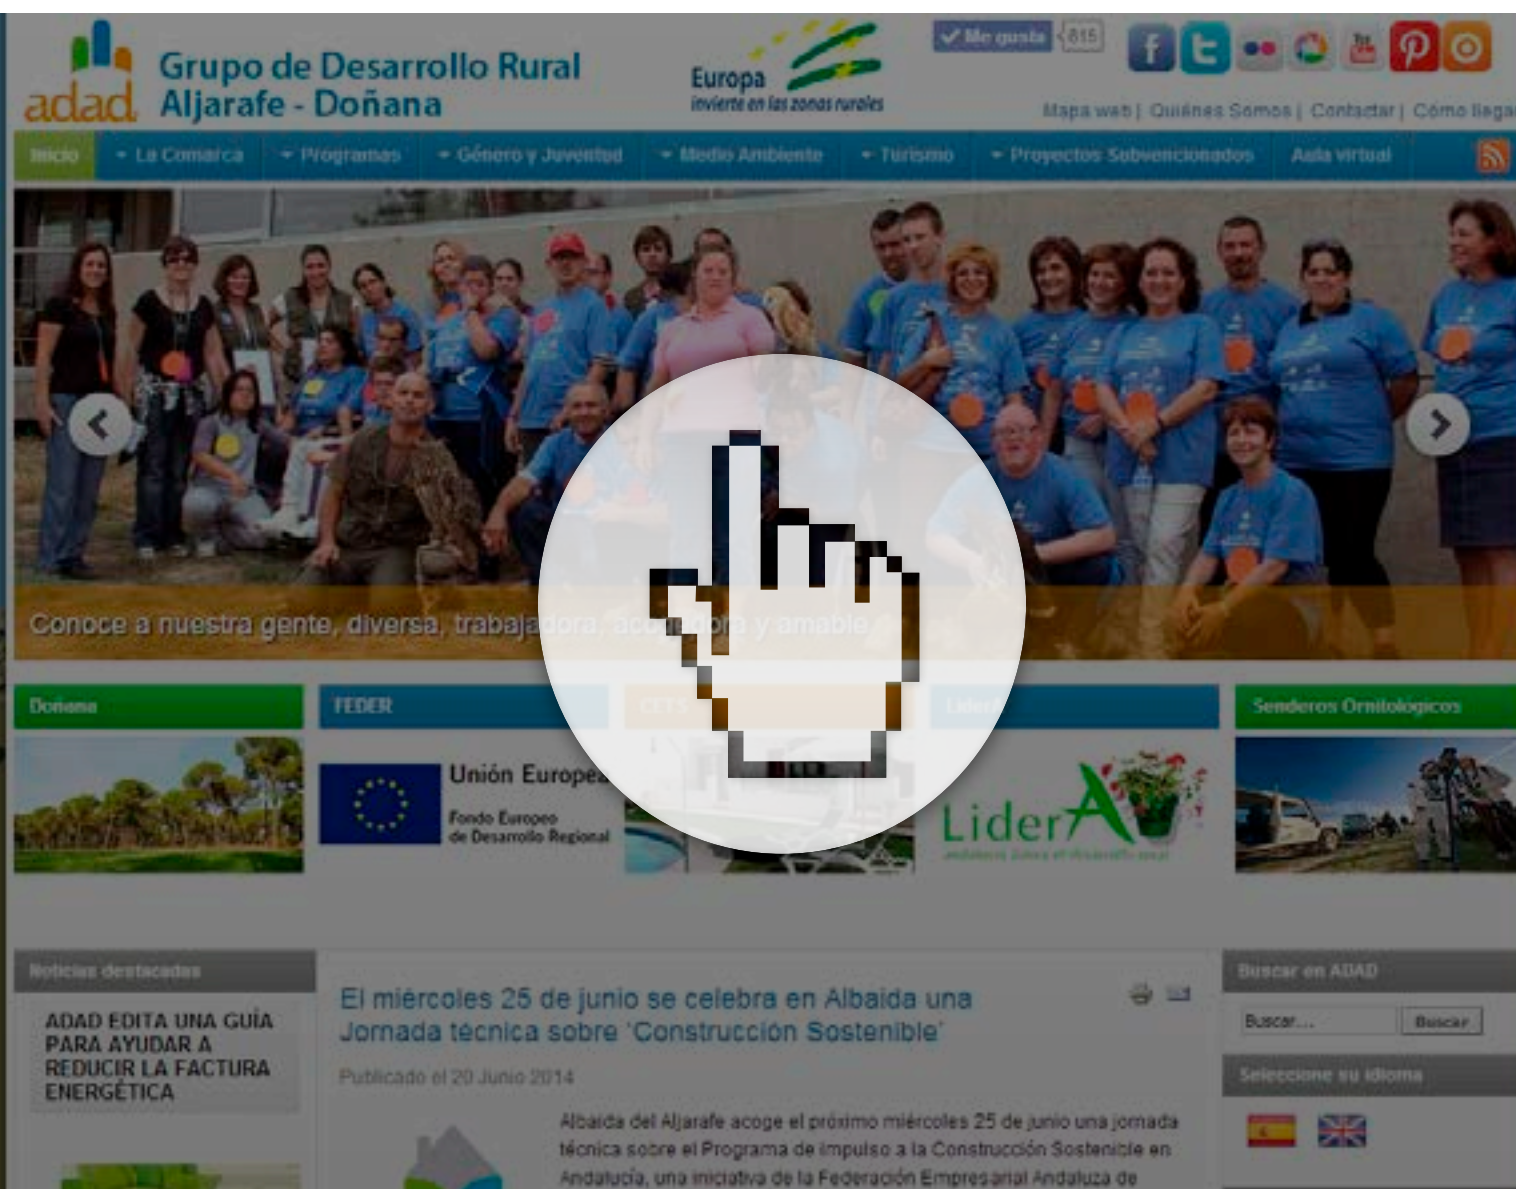 adad
Grupo de Desarrollo Rural
Aljarafe - Doñana
Europa
invierte en las zonas rurales
Me gusta 815
Mapa web | Quiénes Somos | Contactar | Cómo llegar
Inicio La Comarca Programas Género y Juventud Medio Ambiente Turismo Proyectos Subvencionados Aula virtual
Conoce a nuestra gente, diversa, trabajadora, acogedora y amable
Doñana FEDER CETS LiderA Senderos Ornitológicos
Unión Europea
Fondo Europeo
de Desarrollo Regional
LiderA
Noticias destacadas
ADAD EDITA UNA GUÍA
PARA AYUDAR A
REDUCIR LA FACTURA
ENERGÉTICA
El miércoles 25 de junio se celebra en Albaida una
Jornada técnica sobre 'Construcción Sostenible'
Publicado el 20 Junio 2014
Albaida del Aljarafe acoge el próximo miércoles 25 de junio una jornada
técnica sobre el Programa de Impulso a la Construcción Sostenible en
Andalucía, una iniciativa de la Federación Empresarial Andaluza de
Buscar en ADAD
Buscar... Buscar
Seleccione su idioma